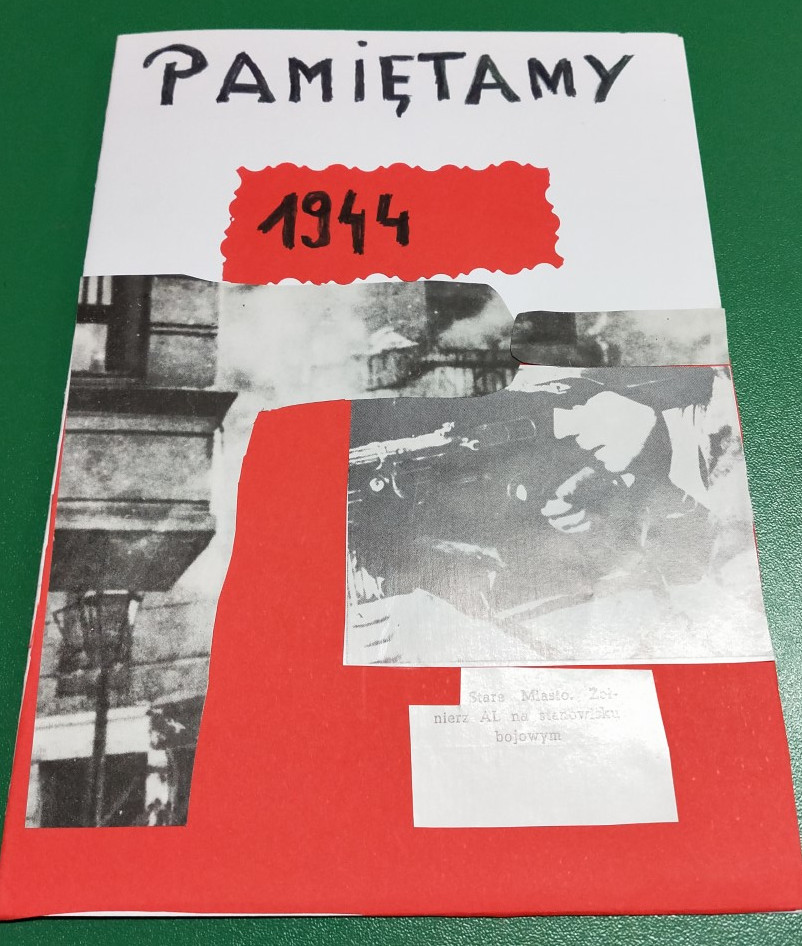 PAMIĘTAMY
1944
Stare Miasto. Żoł-
nierz AL na stanowisku
bojowym